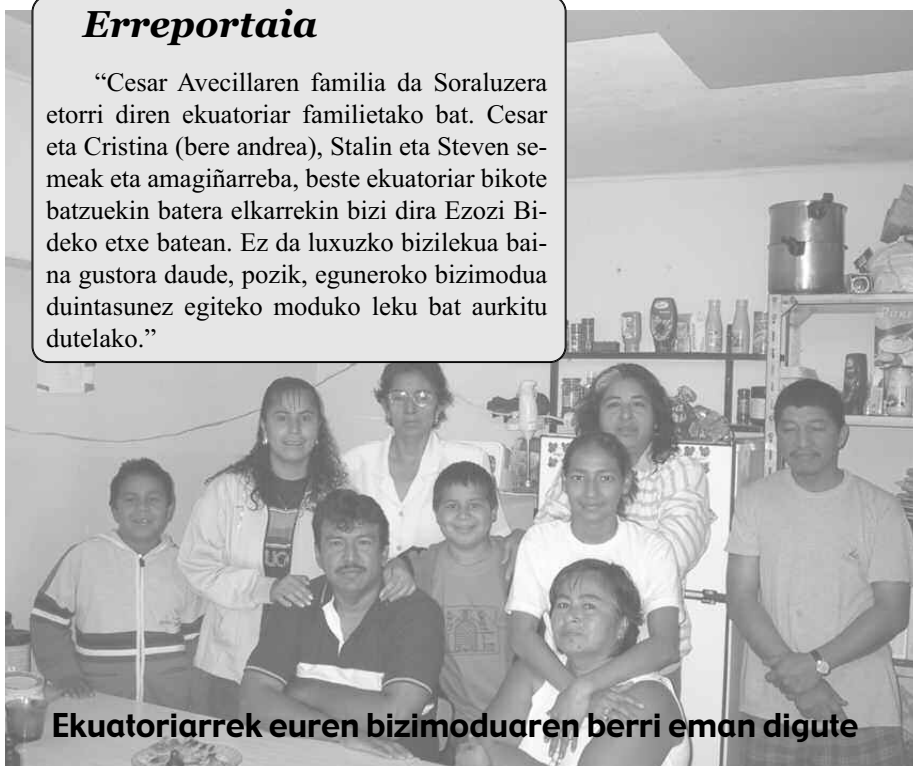 Erreportaia
“Cesar Avecillaren familia da Soraluzera
etorri diren ekuatoriar familietako bat. Cesar
eta Cristina (bere andrea), Stalin eta Steven se-
meak eta amagiñarreba, beste ekuatoriar bikote
batzuekin batera elkarrekin bizi dira Ezozi Bi-
deko etxe batean. Ez da luxuzko bizilekua bai-
na gustora daude, pozik, eguneroko bizimodua
duintasunez egiteko moduko leku bat aurkitu
dutelako.”
Ekuatoriarrek euren bizimoduaren berri eman digute